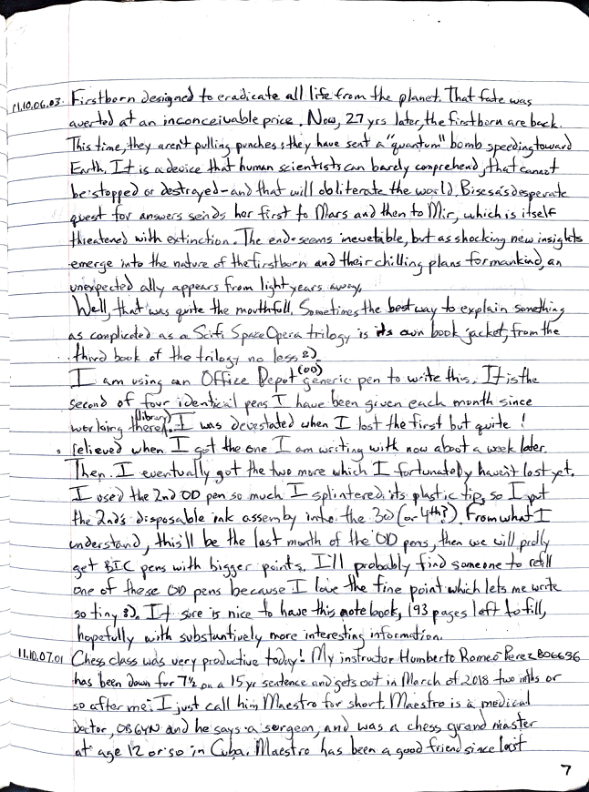 11.10.06.03. Firstborn designed to eradicate all life from the planet. That fate was
averted at an inconceivable price. Now, 27 yrs later, the firstborn are back.
This time, they aren't pulling punches: they have sent a "quantum" bomb speeding toward
Earth. It is a device that human scientists can barely comprehend, that cannot
be stopped or destroyed-and that will obliterate the world. Bisesa's desperate
quest for answers sends her first to Mars and then to Mir, which is itself
threatened with extinction. The end seems inevetable, but as shocking new insights
emerge into the nature of the firstborn and their chilling plans for mankind, an
unexpected ally appears from light years away.
Well, that was quite the mouthfull. Sometimes the best way to explain something
as complicated as a Scifi Space Opera trilogy is its own book jacket, from the
third book of the trilogy no less 8).
I am using an Office Depot (OD) generic pen to write this. It is the
second of four identical pens I have been given each month since
working there (library). I was devestated when I lost the first but quite
relieved when I got the one I am writing with now about a week later.
Then I eventually got the two more which I fortunately haven't lost yet.
I used the 2nd OD pen so much I splintered its plastic tip, so I put
the 2nd's disposable ink assemby into the 3rd (or 4th?). From what I
understand, this'll be the last month of the OD pens, then we will prolly
get BIC pens with bigger points. I'll probably find someone to refill
one of these OD pens because I love the fine point which lets me write
so tiny 8). It sure is nice to have this notebook, 193 pages left to fill,
hopefully with substantively more interesting information.
11.10.07.01 Chess class was very productive today! My instructor Humberto Romeo Perez B06636
has been down for 7½ on a 15 yr sentence and gets out in March of 2018 two mths or
so after me. I just call him Maestro for short. Maestro is a medical
doctor, OBGYN and he says a surgeon, and was a chess grand master
at age 12 or so in Cuba. Maestro has been a good friend since last
7